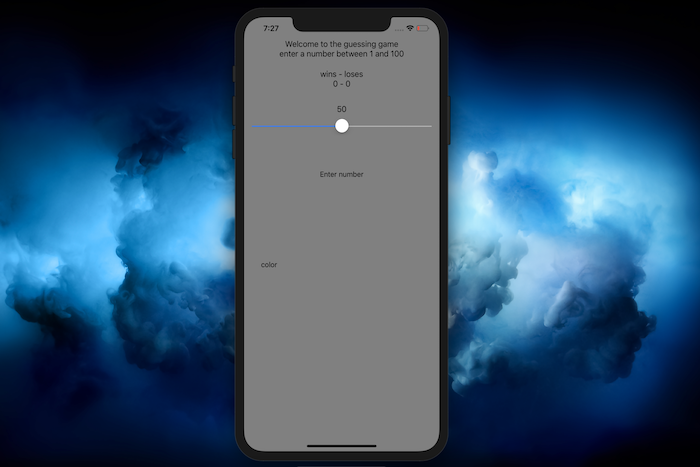 7:27
Welcome to the guessing game
enter a number between 1 and 100
wins - loses
0 - 0
50
Enter number
color